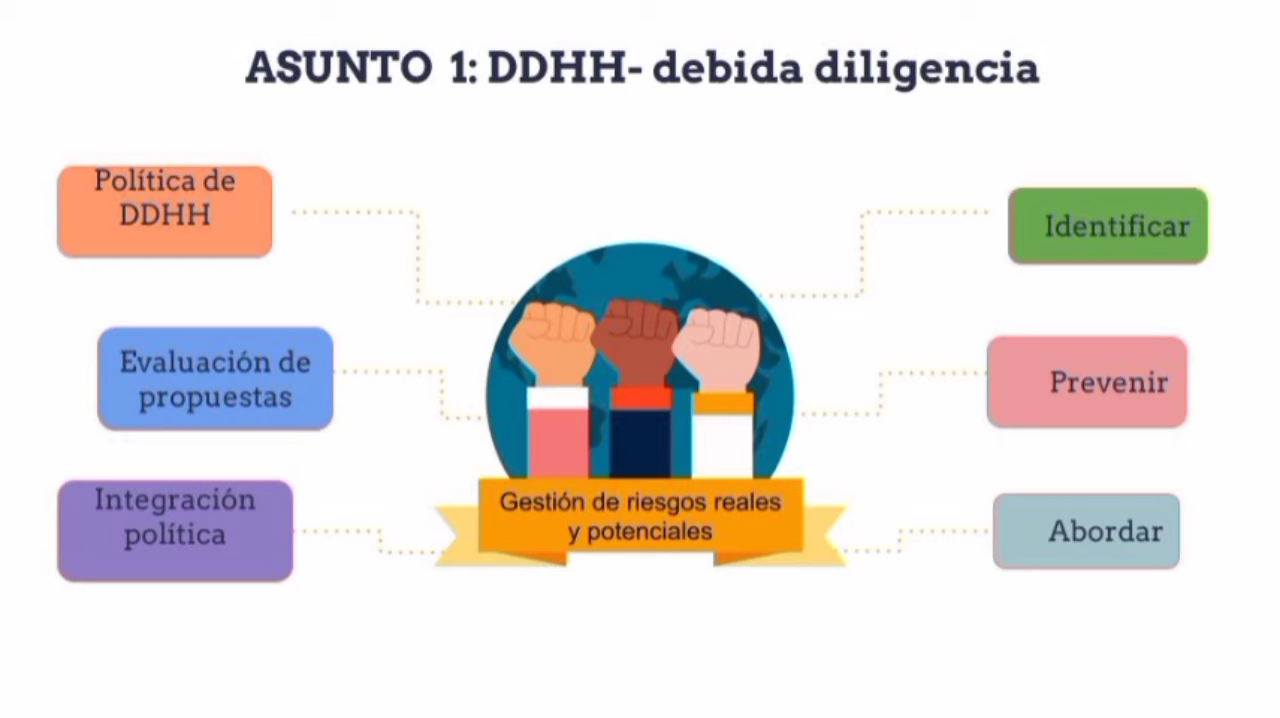 ASUNTO 1: DDHH- debida diligencia
Política de
DDHH
Evaluación de
propuestas
Integración
política
Gestión de riesgos reales
y potenciales
Identificar
Prevenir
Abordar